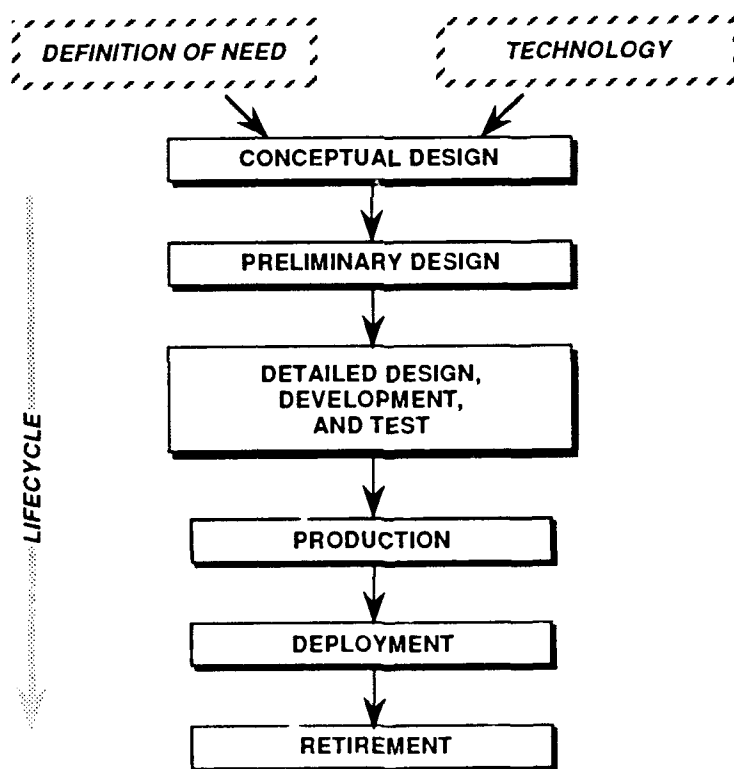 DEFINITION OF NEED
TECHNOLOGY
CONCEPTUAL DESIGN
PRELIMINARY DESIGN
DETAILED DESIGN,
DEVELOPMENT,
AND TEST
LIFECYCLE
PRODUCTION
DEPLOYMENT
RETIREMENT